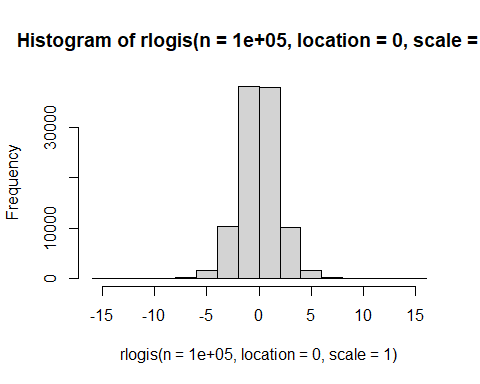 Histogram of rlogis(n = 1e+05, location = 0, scale =
Frequency
30000
10000
0
-15 -10 -5 0 5 10 15
rlogis(n = 1e+05, location = 0, scale = 1)